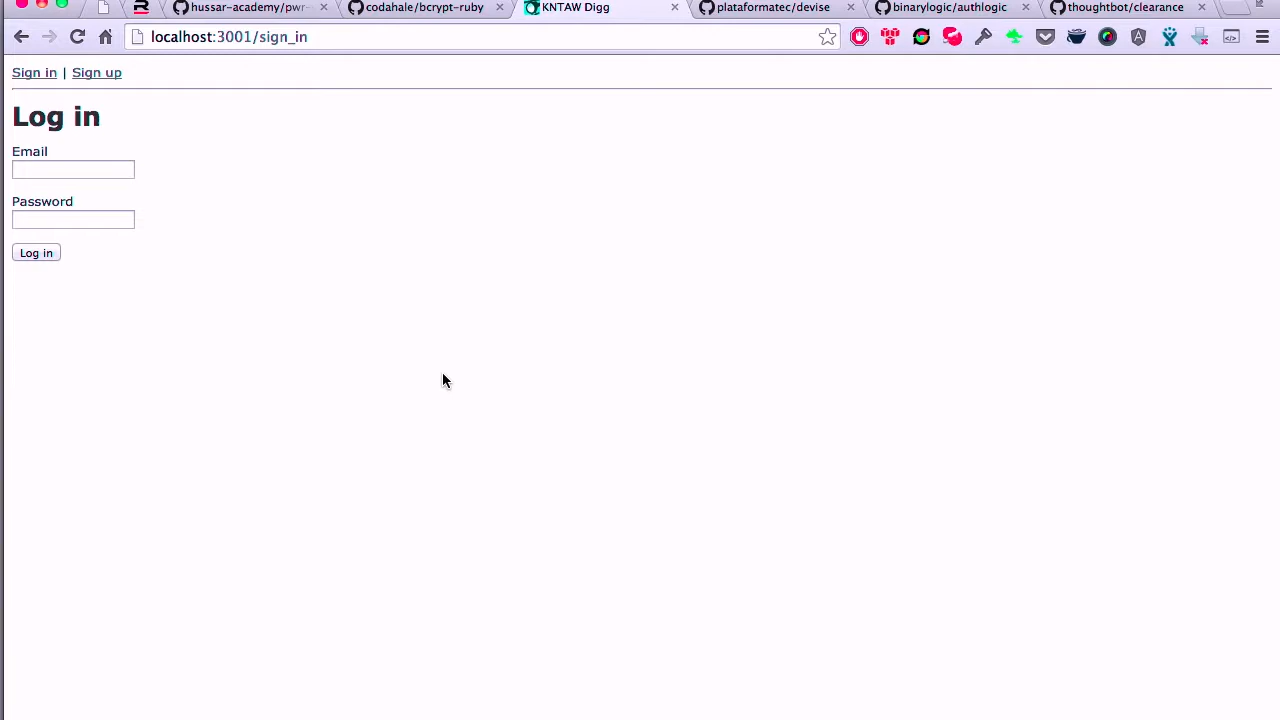 hussar-academy/pwr-
codahale/bcrypt-ruby
KNTAW Digg
plataformatec/devise
binarylogic/authlogic
thoughtbot/clearance
localhost:3001/sign_in
Sign in | Sign up
Log in
Email
Password
Log in